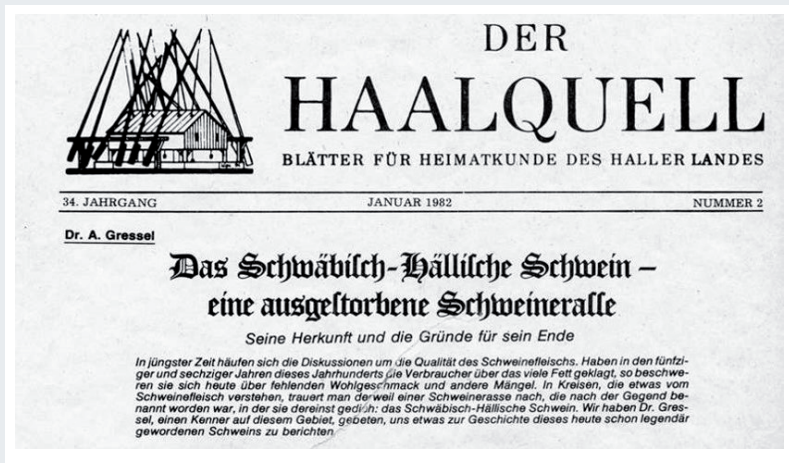 DER
HAALQUELL
BLÄTTER FÜR HEIMATKUNDE DES HALLER LANDES
34. JAHRGANG JANUAR 1982 NUMMER 2
Dr. A. Gressel
Das Schwäbiſch-Hälliſche Schwein –
eine ausgeſtorbene Schweineraſſe
Seine Herkunft und die Gründe für sein Ende
In jüngster Zeit häufen sich die Diskussionen um die Qualität des Schweinefleischs. Haben in den fünfzi-
ger und sechziger Jahren dieses Jahrhunderts die Verbraucher über das viele Fett geklagt, so beschwe-
ren sie sich heute über fehlenden Wohlgeschmack und andere Mängel. In Kreisen, die etwas vom
Schweinefleisch verstehen, trauert man derweil einer Schweinerasse nach, die nach der Gegend be-
nannt worden war, in der sie dereinst gedieh: das Schwäbisch-Hällische Schwein. Wir haben Dr. Gres-
sel, einen Kenner auf diesem Gebiet, gebeten, uns etwas zur Geschichte dieses heute schon legendär
gewordenen Schweins zu berichten